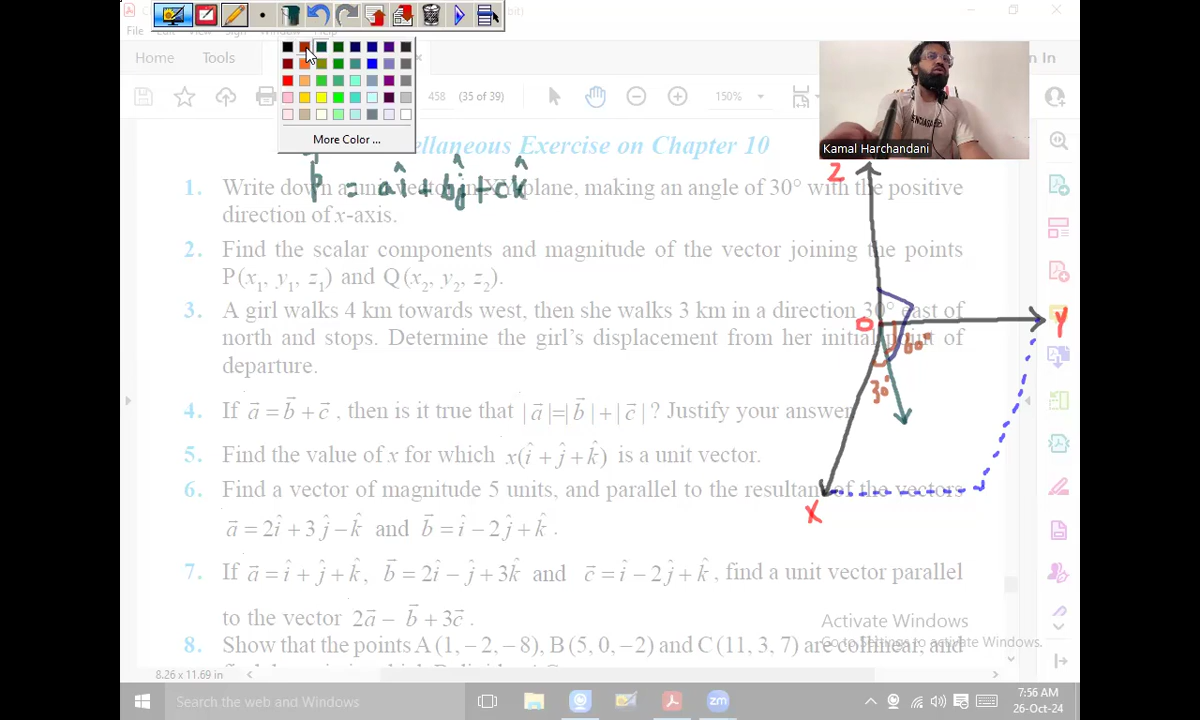 File
Home Tools
458 (35 of 39) 150%
In
More Color ...
Kamal Harchandani
ellaneous Exercise on Chapter 10
p⃗ = aî + bĵ + ck̂
1. Write down a unit vector in XY plane, making an angle of 30° with the positive
direction of x-axis.
2. Find the scalar components and magnitude of the vector joining the points
P(x₁, y₁, z₁) and Q(x₂, y₂, z₂).
3. A girl walks 4 km towards west, then she walks 3 km in a direction 30° east of
north and stops. Determine the girl's displacement from her initial point of
departure.
4. If a⃗ = b⃗ + c⃗, then is it true that |a⃗|=|b⃗|+|c⃗|? Justify your answer
5. Find the value of x for which x(î + ĵ + k̂) is a unit vector.
6. Find a vector of magnitude 5 units, and parallel to the resultant of the vectors
a⃗ = 2î + 3ĵ − k̂ and b⃗ = î − 2ĵ + k̂.
7. If a⃗ = î + ĵ + k̂, b⃗ = 2î − ĵ + 3k̂ and c⃗ = î − 2ĵ + k̂, find a unit vector parallel
to the vector 2a⃗ − b⃗ + 3c⃗.
8. Show that the points A(1, −2, −8), B(5, 0, −2) and C(11, 3, 7) are collinear, and
Z
O
Y
60°
30°
X
Activate Windows
Go to Settings to activate Windows.
8.26 x 11.69 in
Search the web and Windows
zm
7:56 AM
26-Oct-24